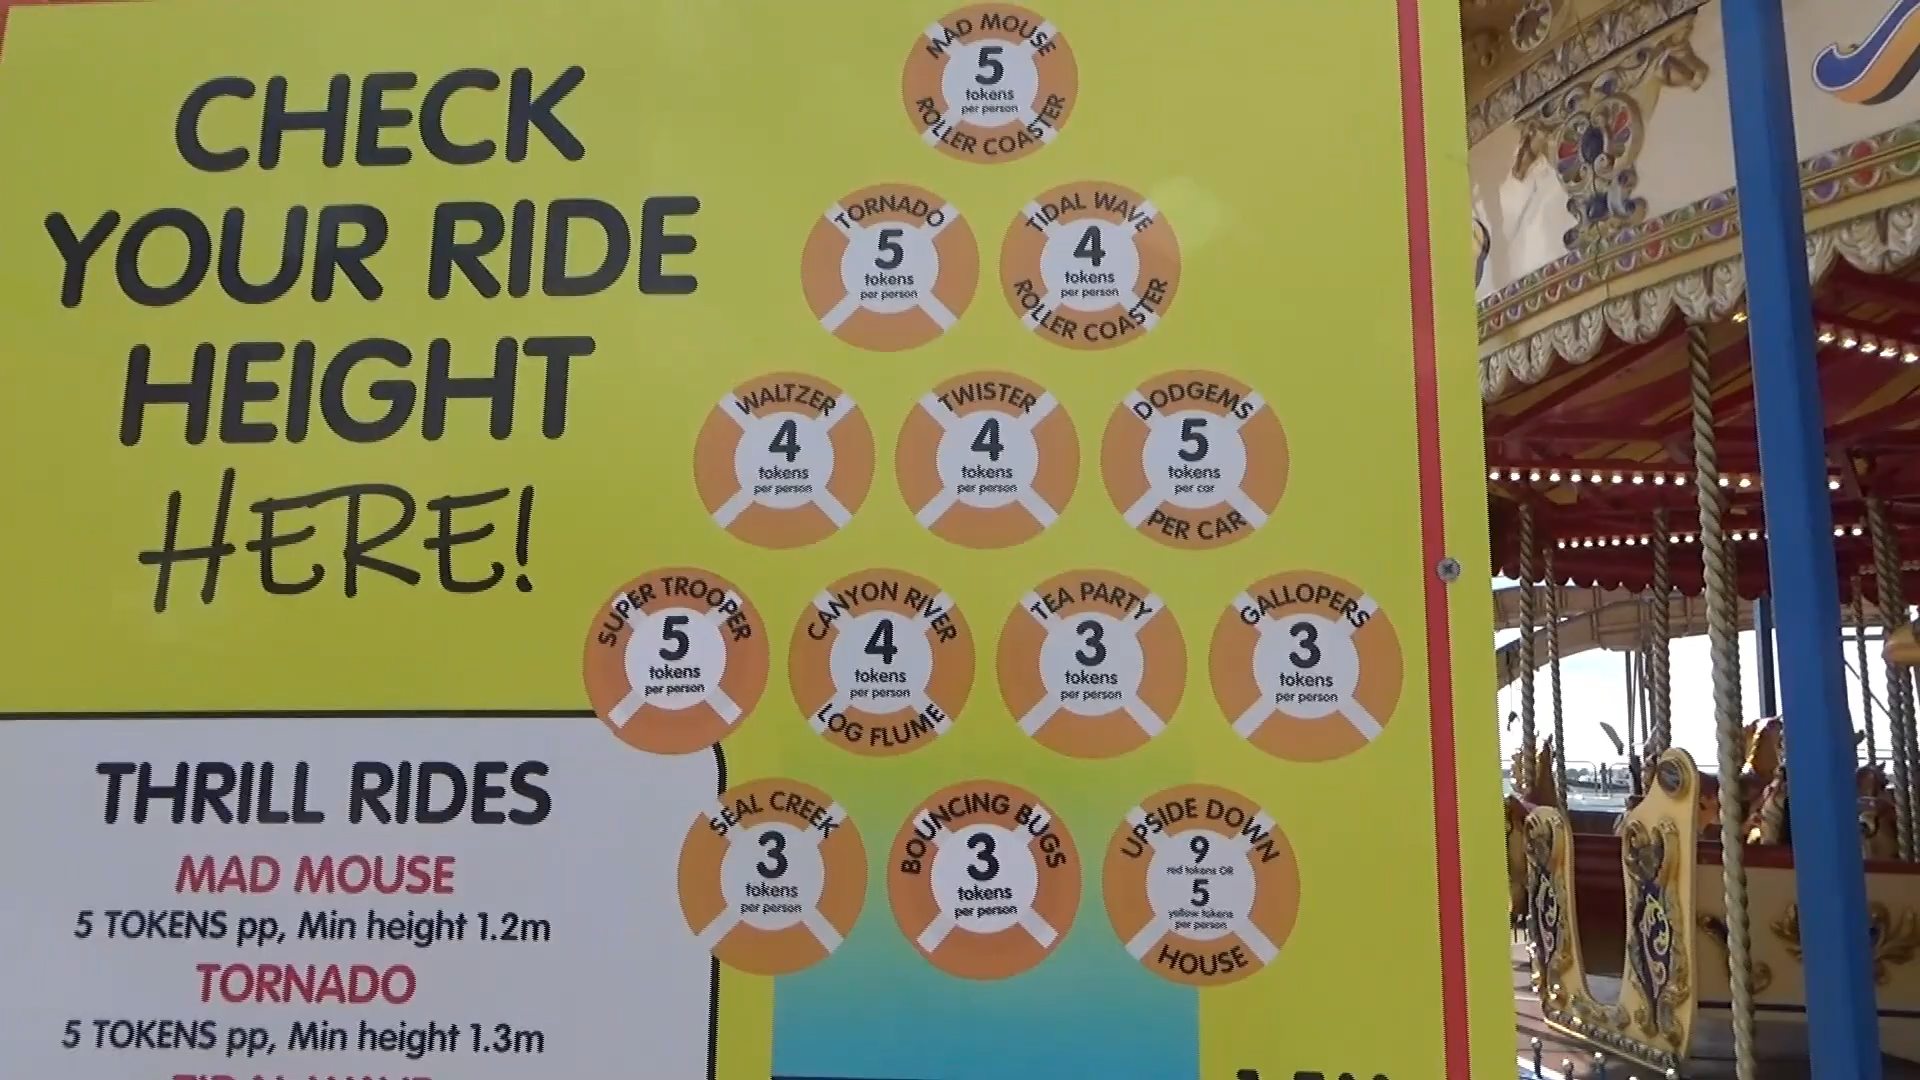 CHECK
YOUR RIDE
HEIGHT
HERE!
MAD MOUSE
5
tokens
per person
ROLLER COASTER
TORNADO
5
tokens
per person
TIDAL WAVE
4
tokens
per person
ROLLER COASTER
WALTZER
4
tokens
per person
TWISTER
4
tokens
per person
DODGEMS
5
tokens
per car
PER CAR
SUPER TROOPER
5
tokens
per person
CANYON RIVER
4
tokens
per person
LOG FLUME
TEA PARTY
3
tokens
per person
GALLOPERS
3
tokens
per person
SEAL CREEK
3
tokens
per person
BOUNCING BUGS
3
tokens
per person
UPSIDE DOWN
9
red tokens OR
5
yellow tokens
per person
HOUSE
THRILL RIDES
MAD MOUSE
5 TOKENS pp, Min height 1.2m
TORNADO
5 TOKENS pp, Min height 1.3m